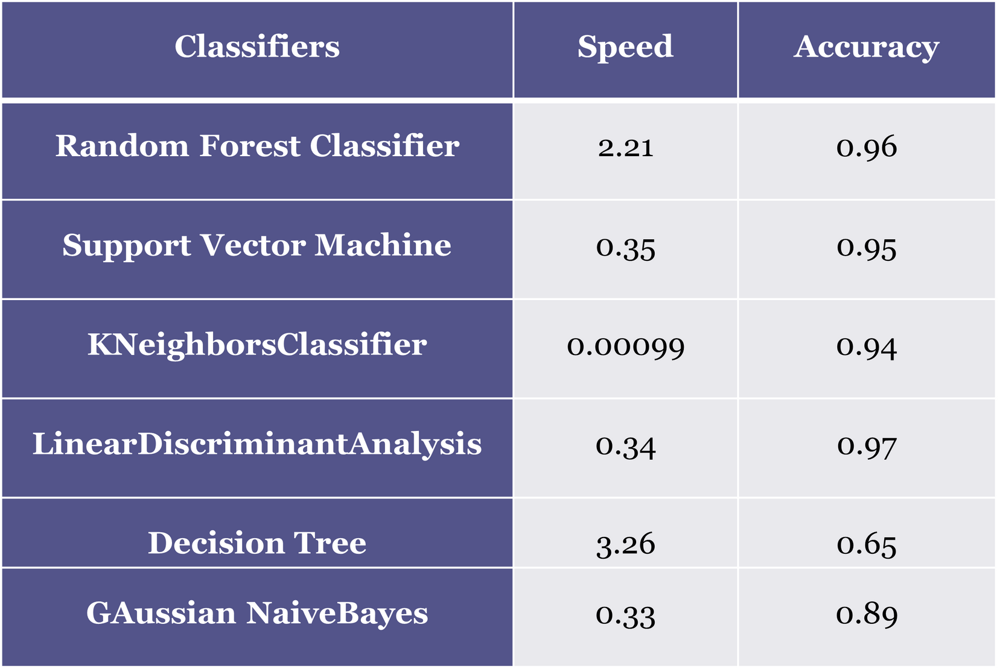 Classifiers Speed Accuracy
Random Forest Classifier 2.21 0.96
Support Vector Machine 0.35 0.95
KNeighborsClassifier 0.00099 0.94
LinearDiscriminantAnalysis 0.34 0.97
Decision Tree 3.26 0.65
GAussian NaiveBayes 0.33 0.89